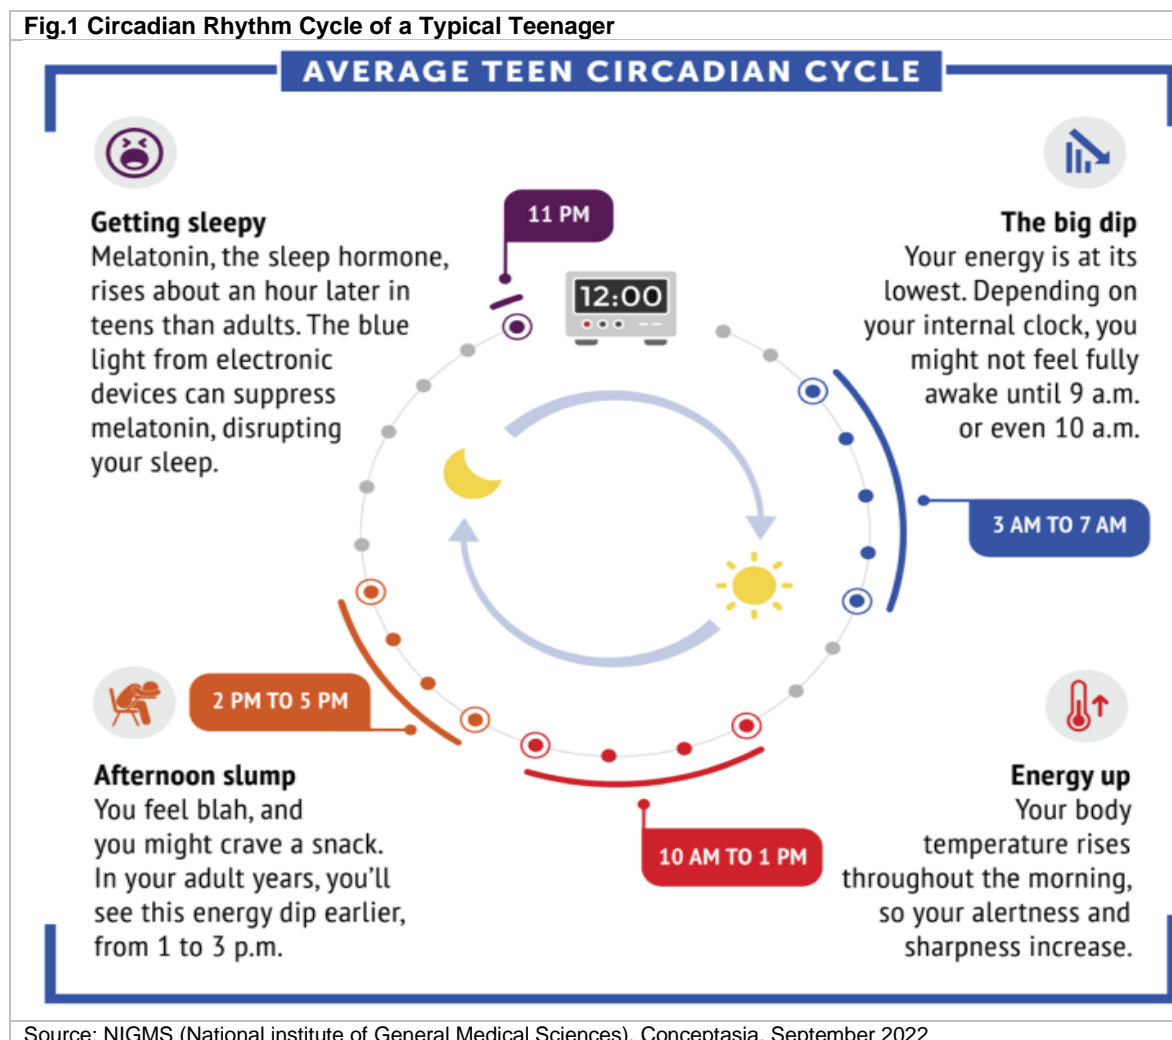 Fig.1 Circadian Rhythm Cycle of a Typical Teenager
AVERAGE TEEN CIRCADIAN CYCLE
Getting sleepy
Melatonin, the sleep hormone,
rises about an hour later in
teens than adults. The blue
light from electronic
devices can suppress
melatonin, disrupting
your sleep.
11 PM
12:00
The big dip
Your energy is at its
lowest. Depending on
your internal clock, you
might not feel fully
awake until 9 a.m.
or even 10 a.m.
3 AM TO 7 AM
2 PM TO 5 PM
Afternoon slump
You feel blah, and
you might crave a snack.
In your adult years, you'll
see this energy dip earlier,
from 1 to 3 p.m.
10 AM TO 1 PM
Energy up
Your body
temperature rises
throughout the morning,
so your alertness and
sharpness increase.
Source: NIGMS (National institute of General Medical Sciences), Conceptasia, September 2022